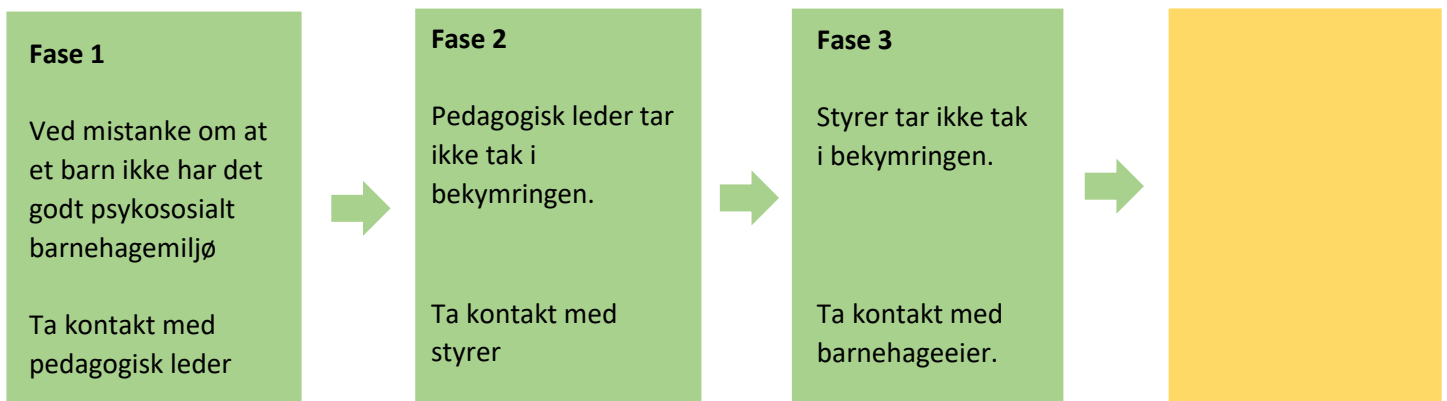 Fase 1
Ved mistanke om at
et barn ikke har det
godt psykososialt
barnehagemiljø
Ta kontakt med
pedagogisk leder
Fase 2
Pedagogisk leder tar
ikke tak i
bekymringen.
Ta kontakt med
styrer
Fase 3
Styrer tar ikke tak
i bekymringen.
Ta kontakt med
barnehageeier.